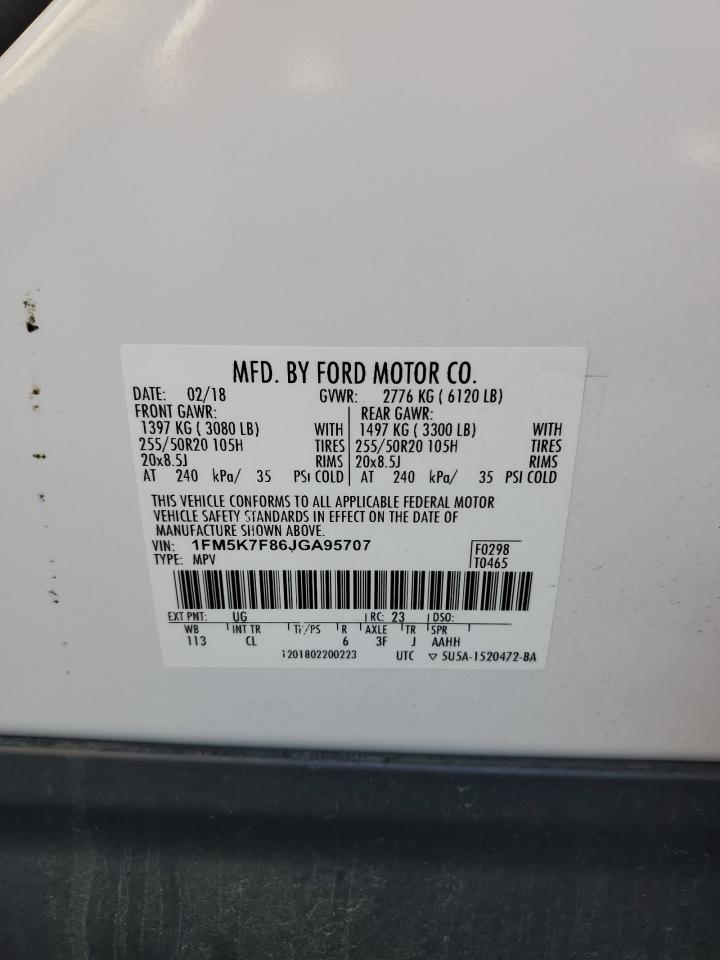 MFD. BY FORD MOTOR CO.
DATE: 02/18 GVWR: 2776 KG ( 6120 LB)
FRONT GAWR: REAR GAWR:
1397 KG ( 3080 LB) WITH 1497 KG ( 3300 LB) WITH
255/50R20 105H TIRES 255/50R20 105H TIRES
20x8.5J RIMS 20x8.5J RIMS
AT 240 kPa/ 35 PSI COLD AT 240 kPa/ 35 PSI COLD
THIS VEHICLE CONFORMS TO ALL APPLICABLE FEDERAL MOTOR
VEHICLE SAFETY STANDARDS IN EFFECT ON THE DATE OF
MANUFACTURE SHOWN ABOVE.
VIN: 1FM5K7F86JGA95707 F0298
TYPE: MPV T0465
EXT PNT: UG RC: 23 DSO:
WB INT TR TP/PS R AXLE TR SPR
113 CL 6 3F J AAHH
1201802200223 UTC ▽ 5U5A-1520472-BA